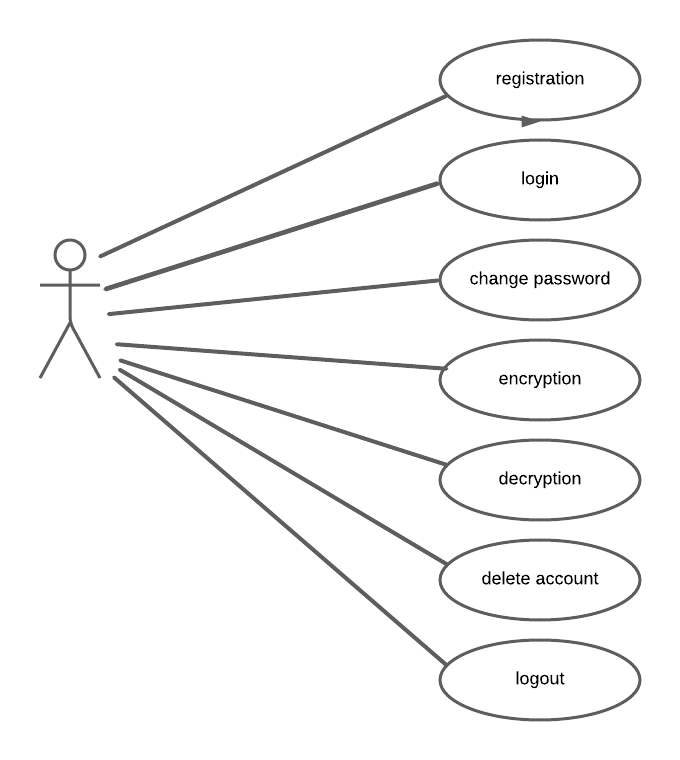 registration
login
change password
encryption
decryption
delete account
logout